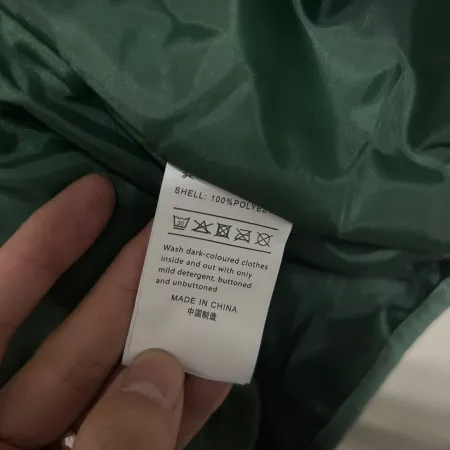 SHELL: 100%POLYES
Wash dark-coloured clothes
inside and out with only
mild detergent, buttoned
and unbuttoned
MADE IN CHINA
中国制造